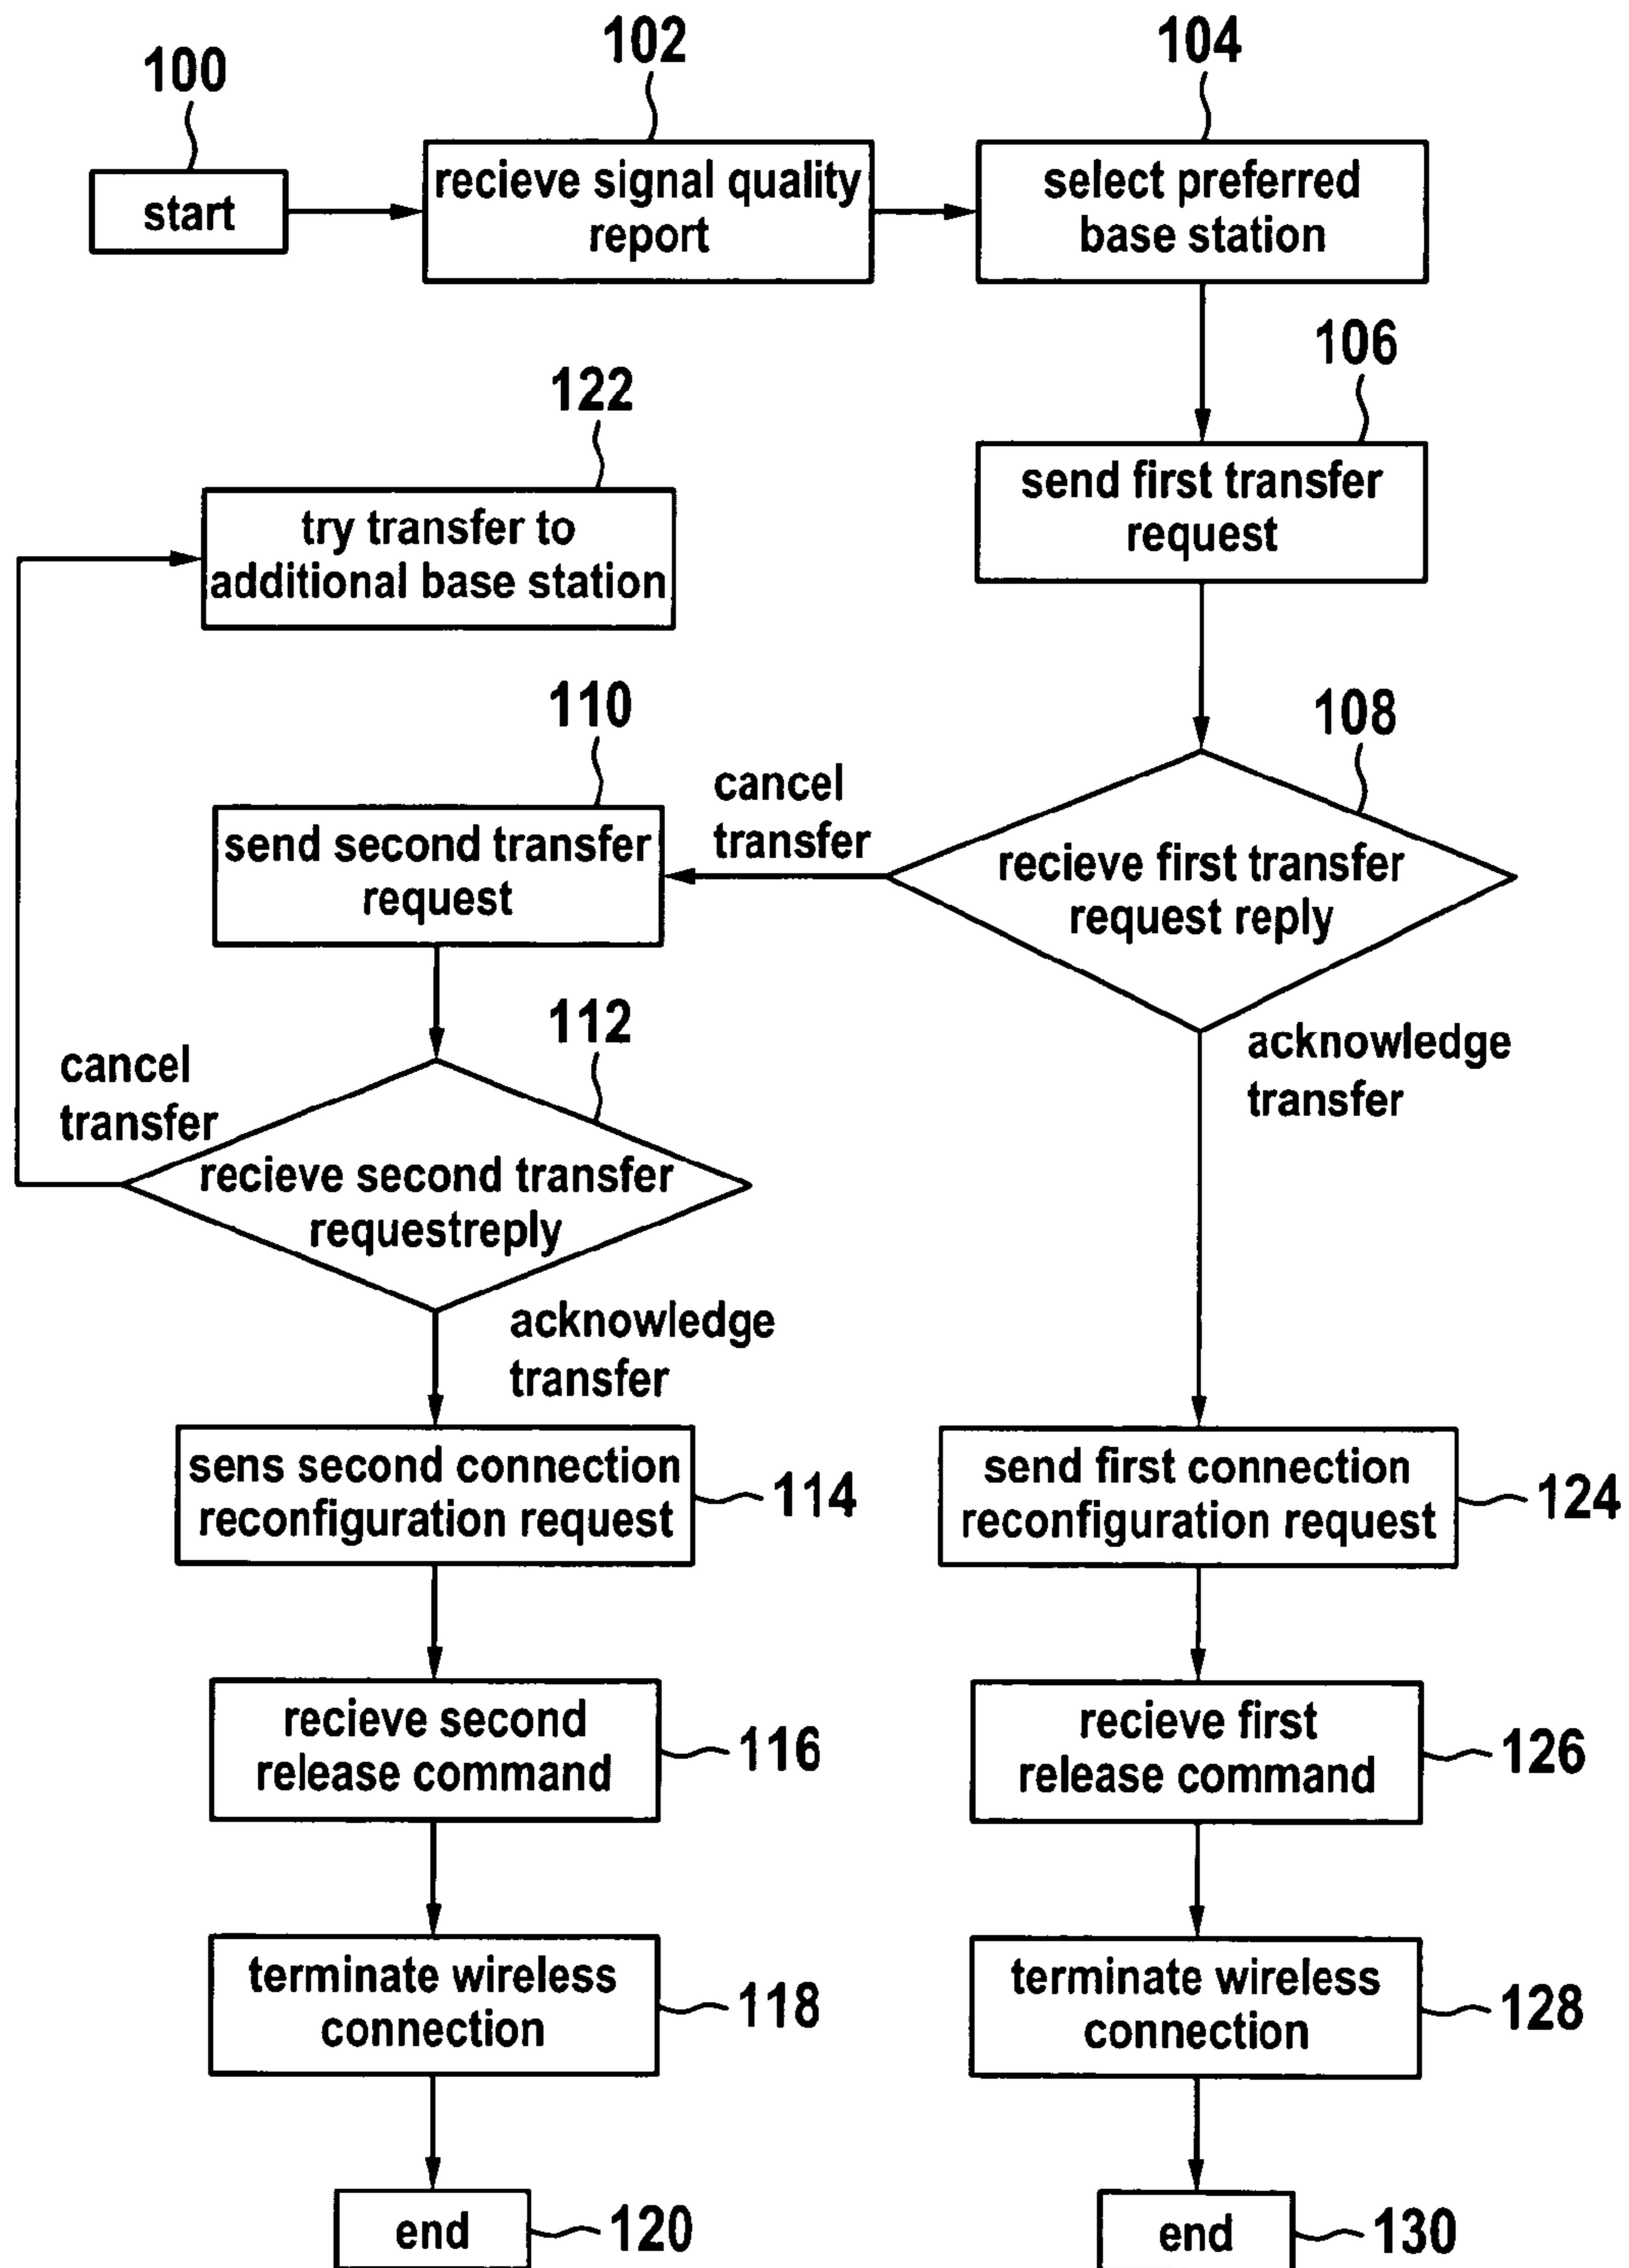 100
102
104
start
recieve signal quality
report
select preferred
base station
106
122
send first transfer
request
try transfer to
additional base station
110
108
cancel
transfer
send second transfer
request
recieve first transfer
request reply
112
acknowledge
transfer
cancel
transfer
recieve second transfer
requestreply
acknowledge
transfer
sens second connection
reconfiguration request
114
send first connection
reconfiguration request
124
recieve second
release command
116
recieve first
release command
126
terminate wireless
connection
118
terminate wireless
connection
128
end
120
end
130